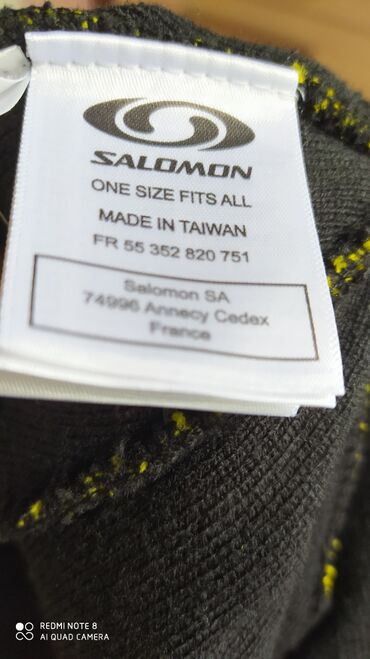 SALOMON
ONE SIZE FITS ALL
MADE IN TAIWAN
FR 55 352 820 751
Salomon SA
74996 Annecy Cedex
France
REDMI NOTE 8
AI QUAD CAMERA